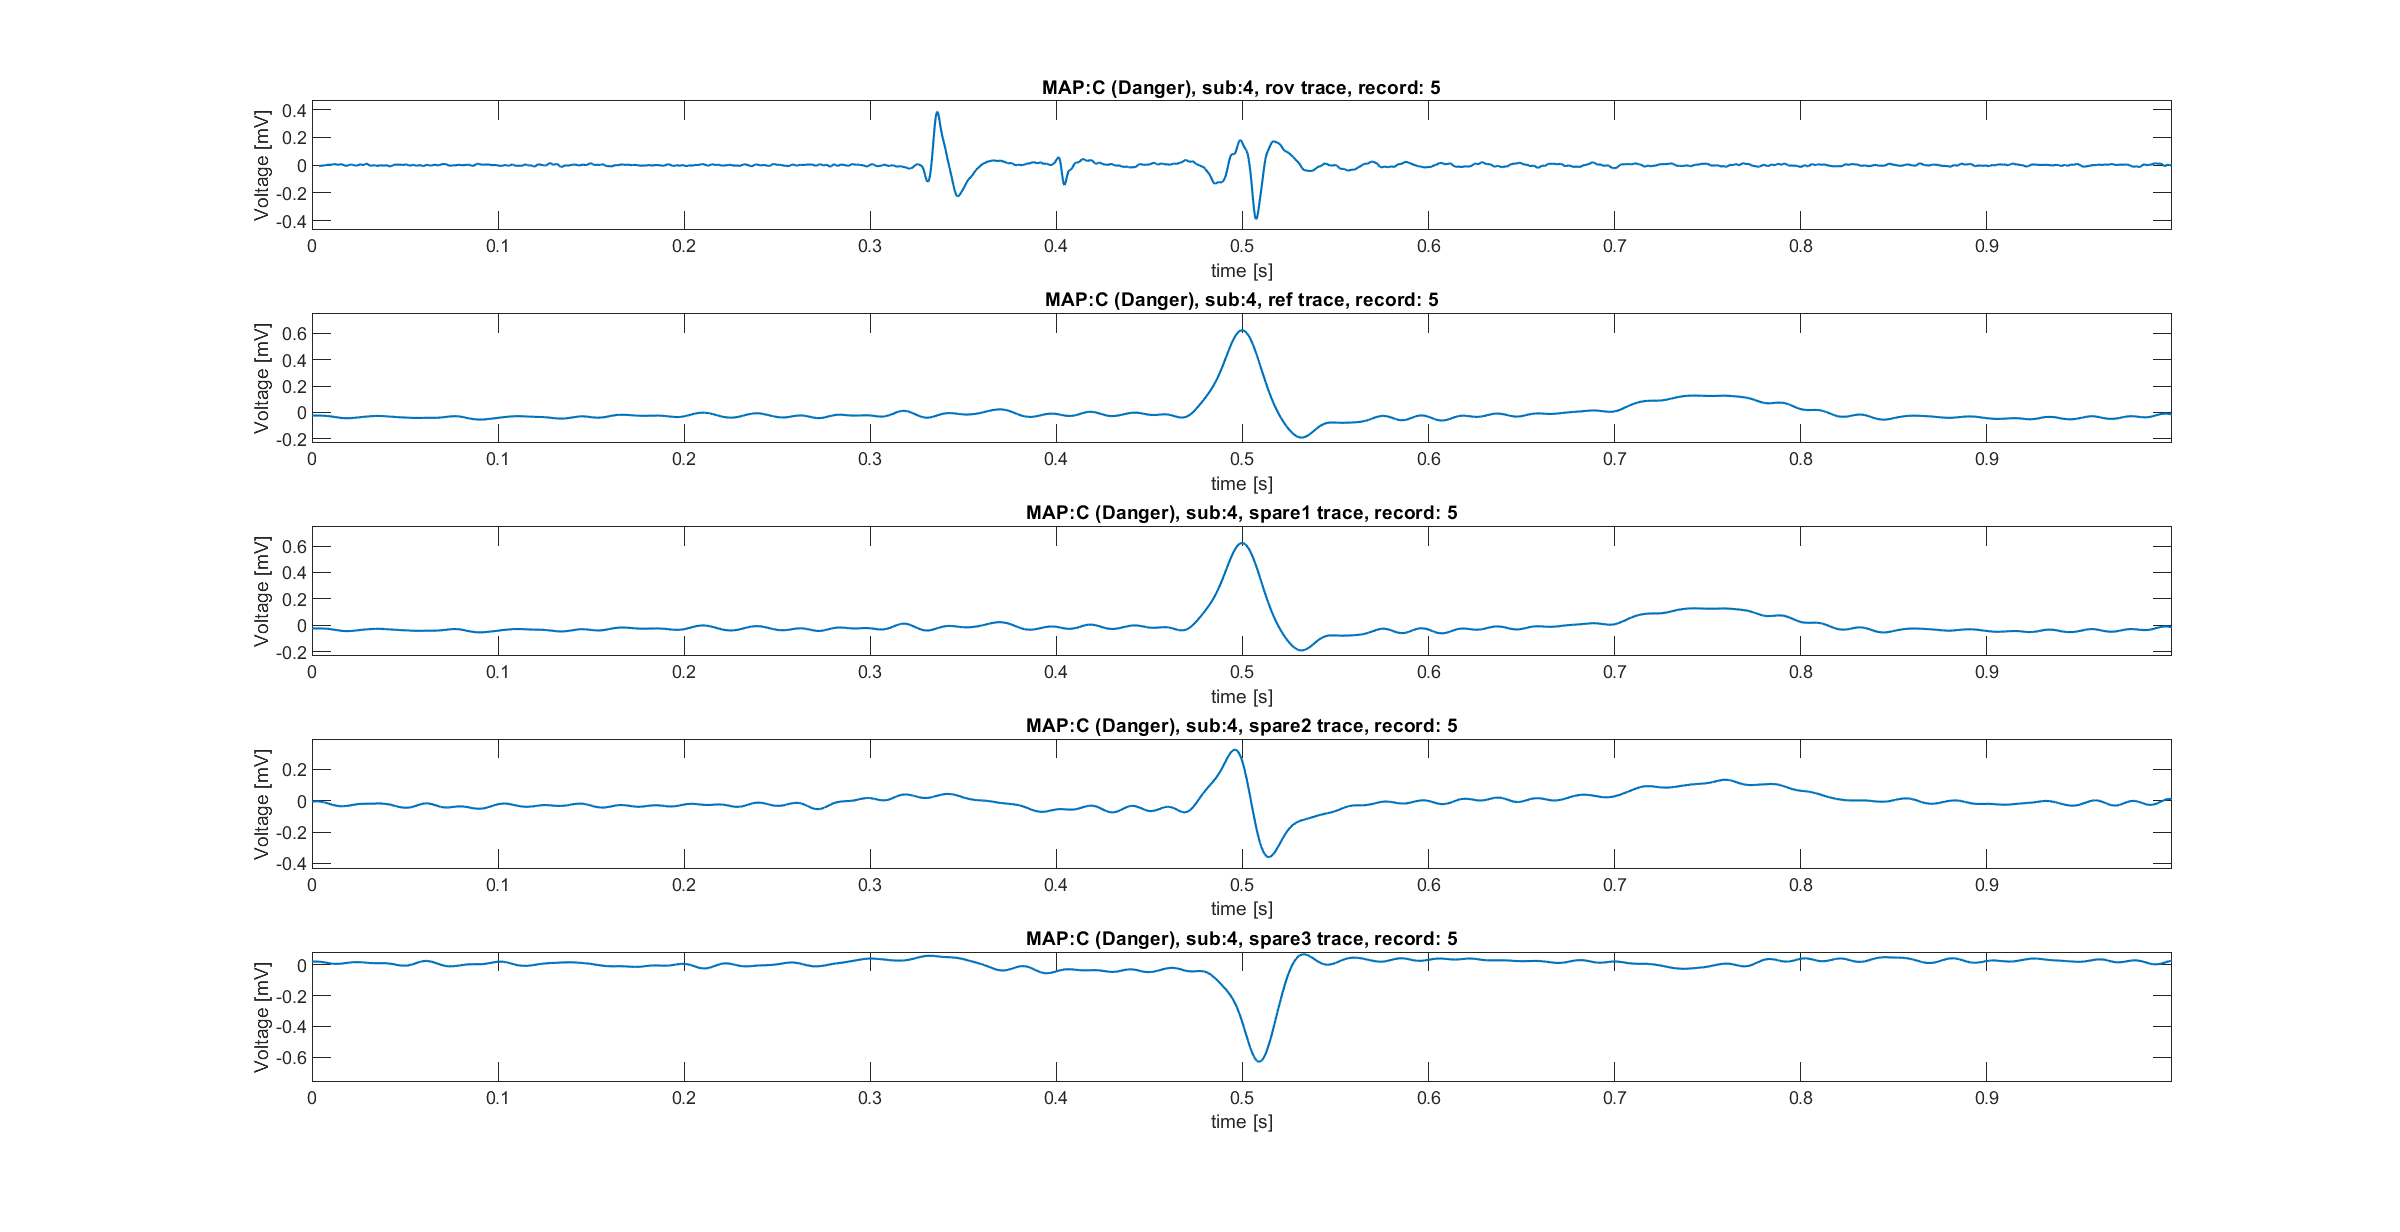 MAP:C (Danger), sub:4, rov trace, record: 5
Voltage [mV]
0.4
0.2
0
-0.2
-0.4
0 0.1 0.2 0.3 0.4 0.5 0.6 0.7 0.8 0.9
time [s]
MAP:C (Danger), sub:4, ref trace, record: 5
Voltage [mV]
0.6
0.4
0.2
0
-0.2
0 0.1 0.2 0.3 0.4 0.5 0.6 0.7 0.8 0.9
time [s]
MAP:C (Danger), sub:4, spare1 trace, record: 5
Voltage [mV]
0.6
0.4
0.2
0
-0.2
0 0.1 0.2 0.3 0.4 0.5 0.6 0.7 0.8 0.9
time [s]
MAP:C (Danger), sub:4, spare2 trace, record: 5
Voltage [mV]
0.2
0
-0.2
-0.4
0 0.1 0.2 0.3 0.4 0.5 0.6 0.7 0.8 0.9
time [s]
MAP:C (Danger), sub:4, spare3 trace, record: 5
Voltage [mV]
0
-0.2
-0.4
-0.6
0 0.1 0.2 0.3 0.4 0.5 0.6 0.7 0.8 0.9
time [s]